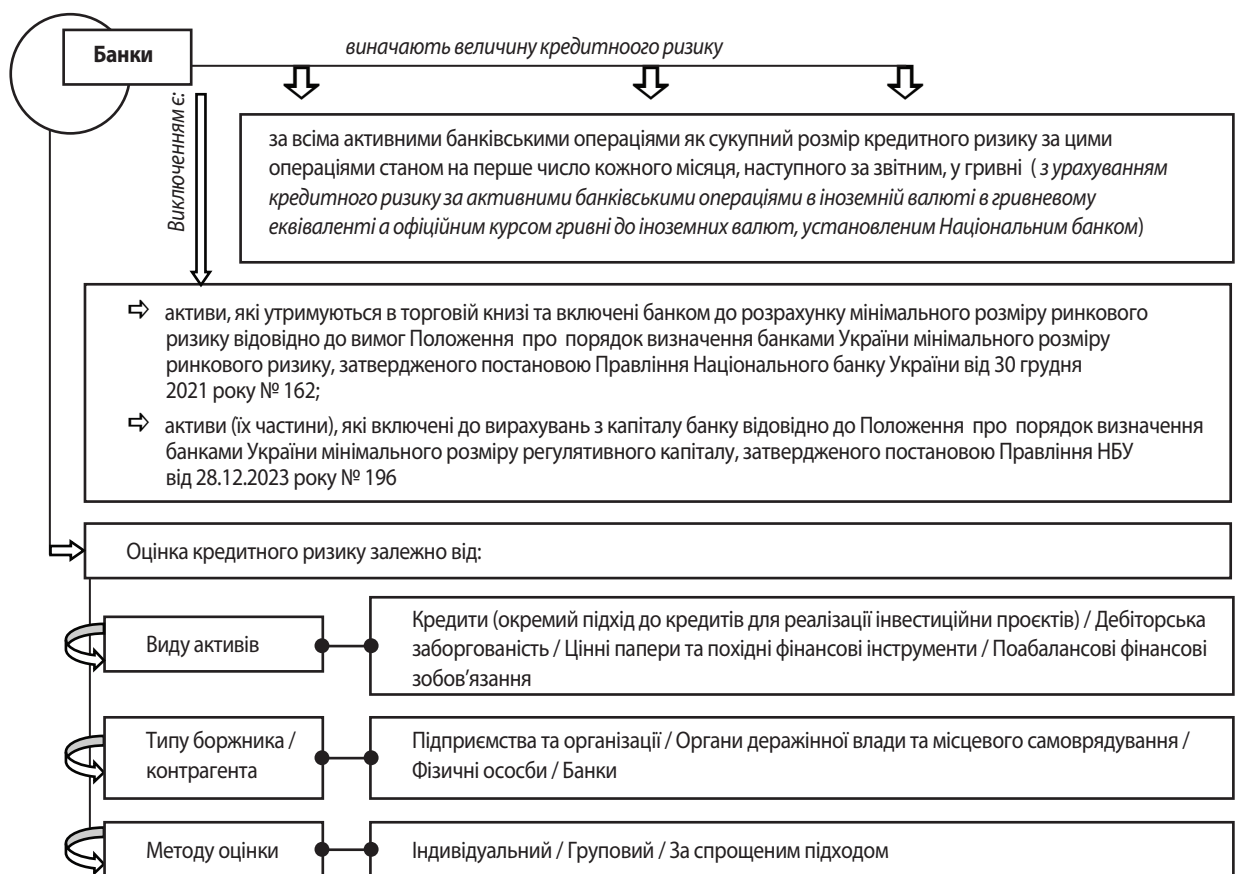 Банки
виначають величину кредитноого ризику
Виключенням є:
за всіма активними банківськими операціями як сукупний розмір кредитного ризику за цими
операціями станом на перше число кожного місяця, наступного за звітним, у гривні ( з урахуванням
кредитного ризику за активними банківськими операціями в іноземній валюті в гривневому
еквіваленті а офіційним курсом гривні до іноземних валют, установленим Національним банком)
⇨ активи, які утримуються в торговій книзі та включені банком до розрахунку мінімального розміру ринкового
ризику відповідно до вимог Положення про порядок визначення банками України мінімального розміру
ринкового ризику, затвердженого постановою Правління Національного банку України від 30 грудня
2021 року № 162;
⇨ активи (їх частини), які включені до вирахувань з капіталу банку відповідно до Положення про порядок визначення
банками України мінімального розміру регулятивного капіталу, затвердженого постановою Правління НБУ
від 28.12.2023 року № 196
Оцінка кредитного ризику залежно від:
Виду активів
Кредити (окремий підхід до кредитів для реалізації інвестиційни проєктів) / Дебіторська
заборгованість / Цінні папери та похідні фінансові інструменти / Поабалансові фінансові
зобов'язання
Типу боржника /
контрагента
Підприємства та організації / Органи деражінної влади та місцевого самоврядування /
Фізичні ососби / Банки
Методу оцінки
Індивідуальний / Груповий / За спрощеним підходом